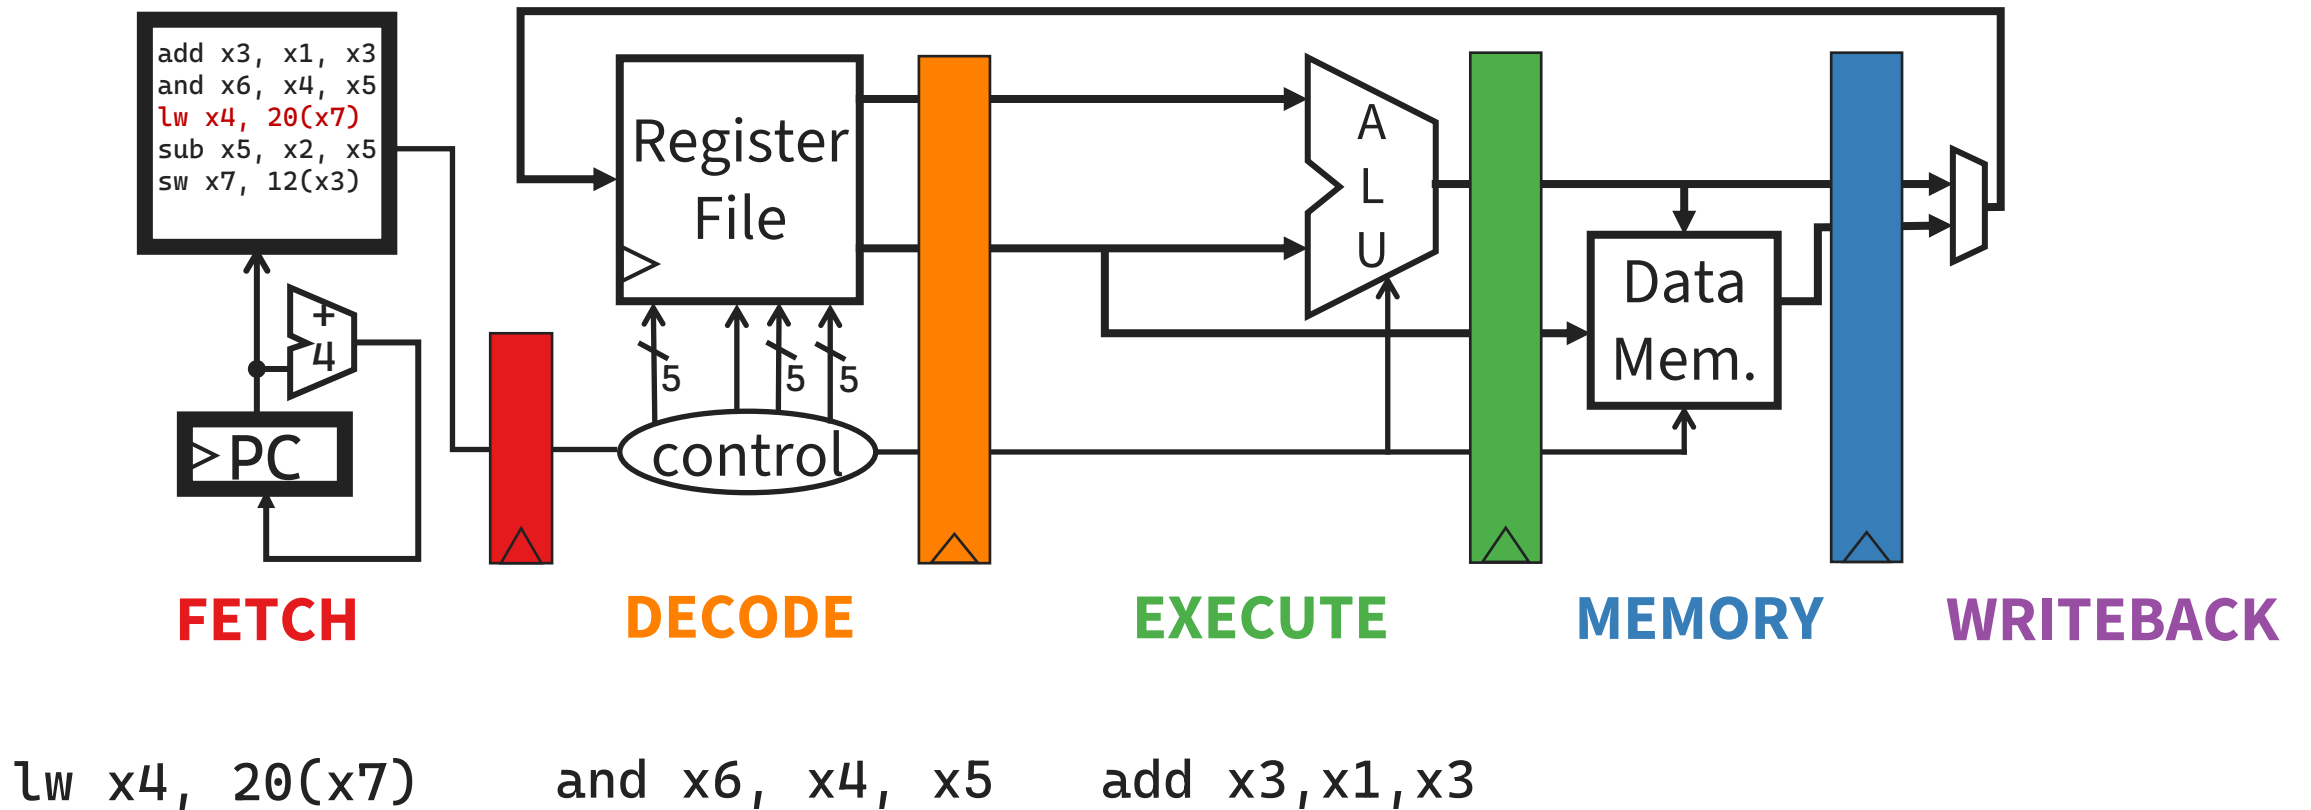 add x3, x1, x3
and x6, x4, x5
lw x4, 20(x7)
sub x5, x2, x5
sw x7, 12(x3)
+
4
PC
Register
File
5
5
5
control
A
L
U
Data
Mem.
FETCH
DECODE
EXECUTE
MEMORY
WRITEBACK
lw x4, 20(x7)
and x6, x4, x5
add x3,x1,x3